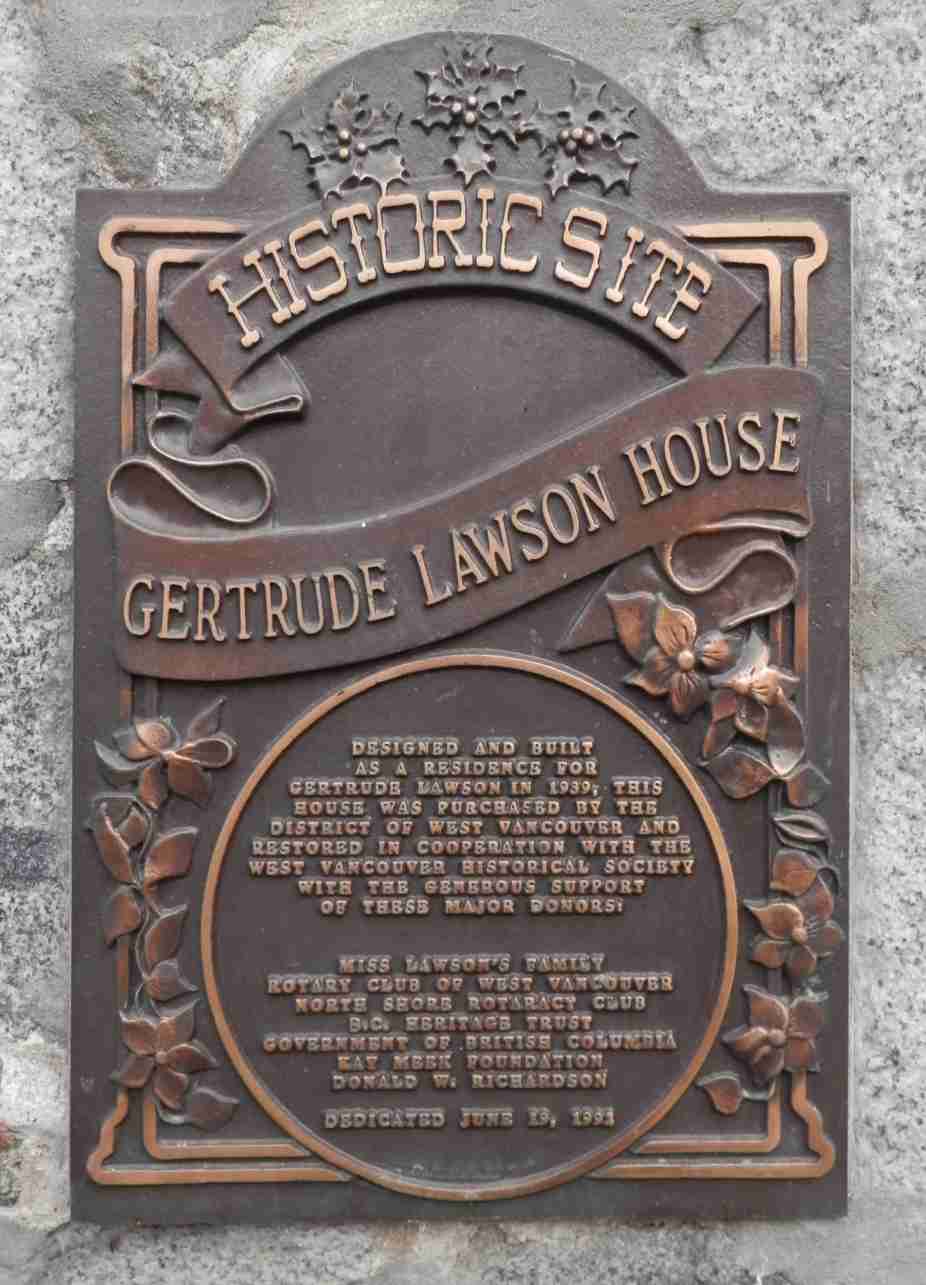 HISTORIC SITE
GERTRUDE LAWSON HOUSE
DESIGNED AND BUILT
AS A RESIDENCE FOR
GERTRUDE LAWSON IN 1939, THIS
HOUSE WAS PURCHASED BY THE
DISTRICT OF WEST VANCOUVER AND
RESTORED IN COOPERATION WITH THE
WEST VANCOUVER HISTORICAL SOCIETY
WITH THE GENEROUS SUPPORT
OF THESE MAJOR DONORS:
MISS LAWSON'S FAMILY
ROTARY CLUB OF WEST VANCOUVER
NORTH SHORE ROTARACT CLUB
B.C. HERITAGE TRUST
GOVERNMENT OF BRITISH COLUMBIA
KAY MEEK FOUNDATION
DONALD W. RICHARDSON
DEDICATED JUNE 19, 1991